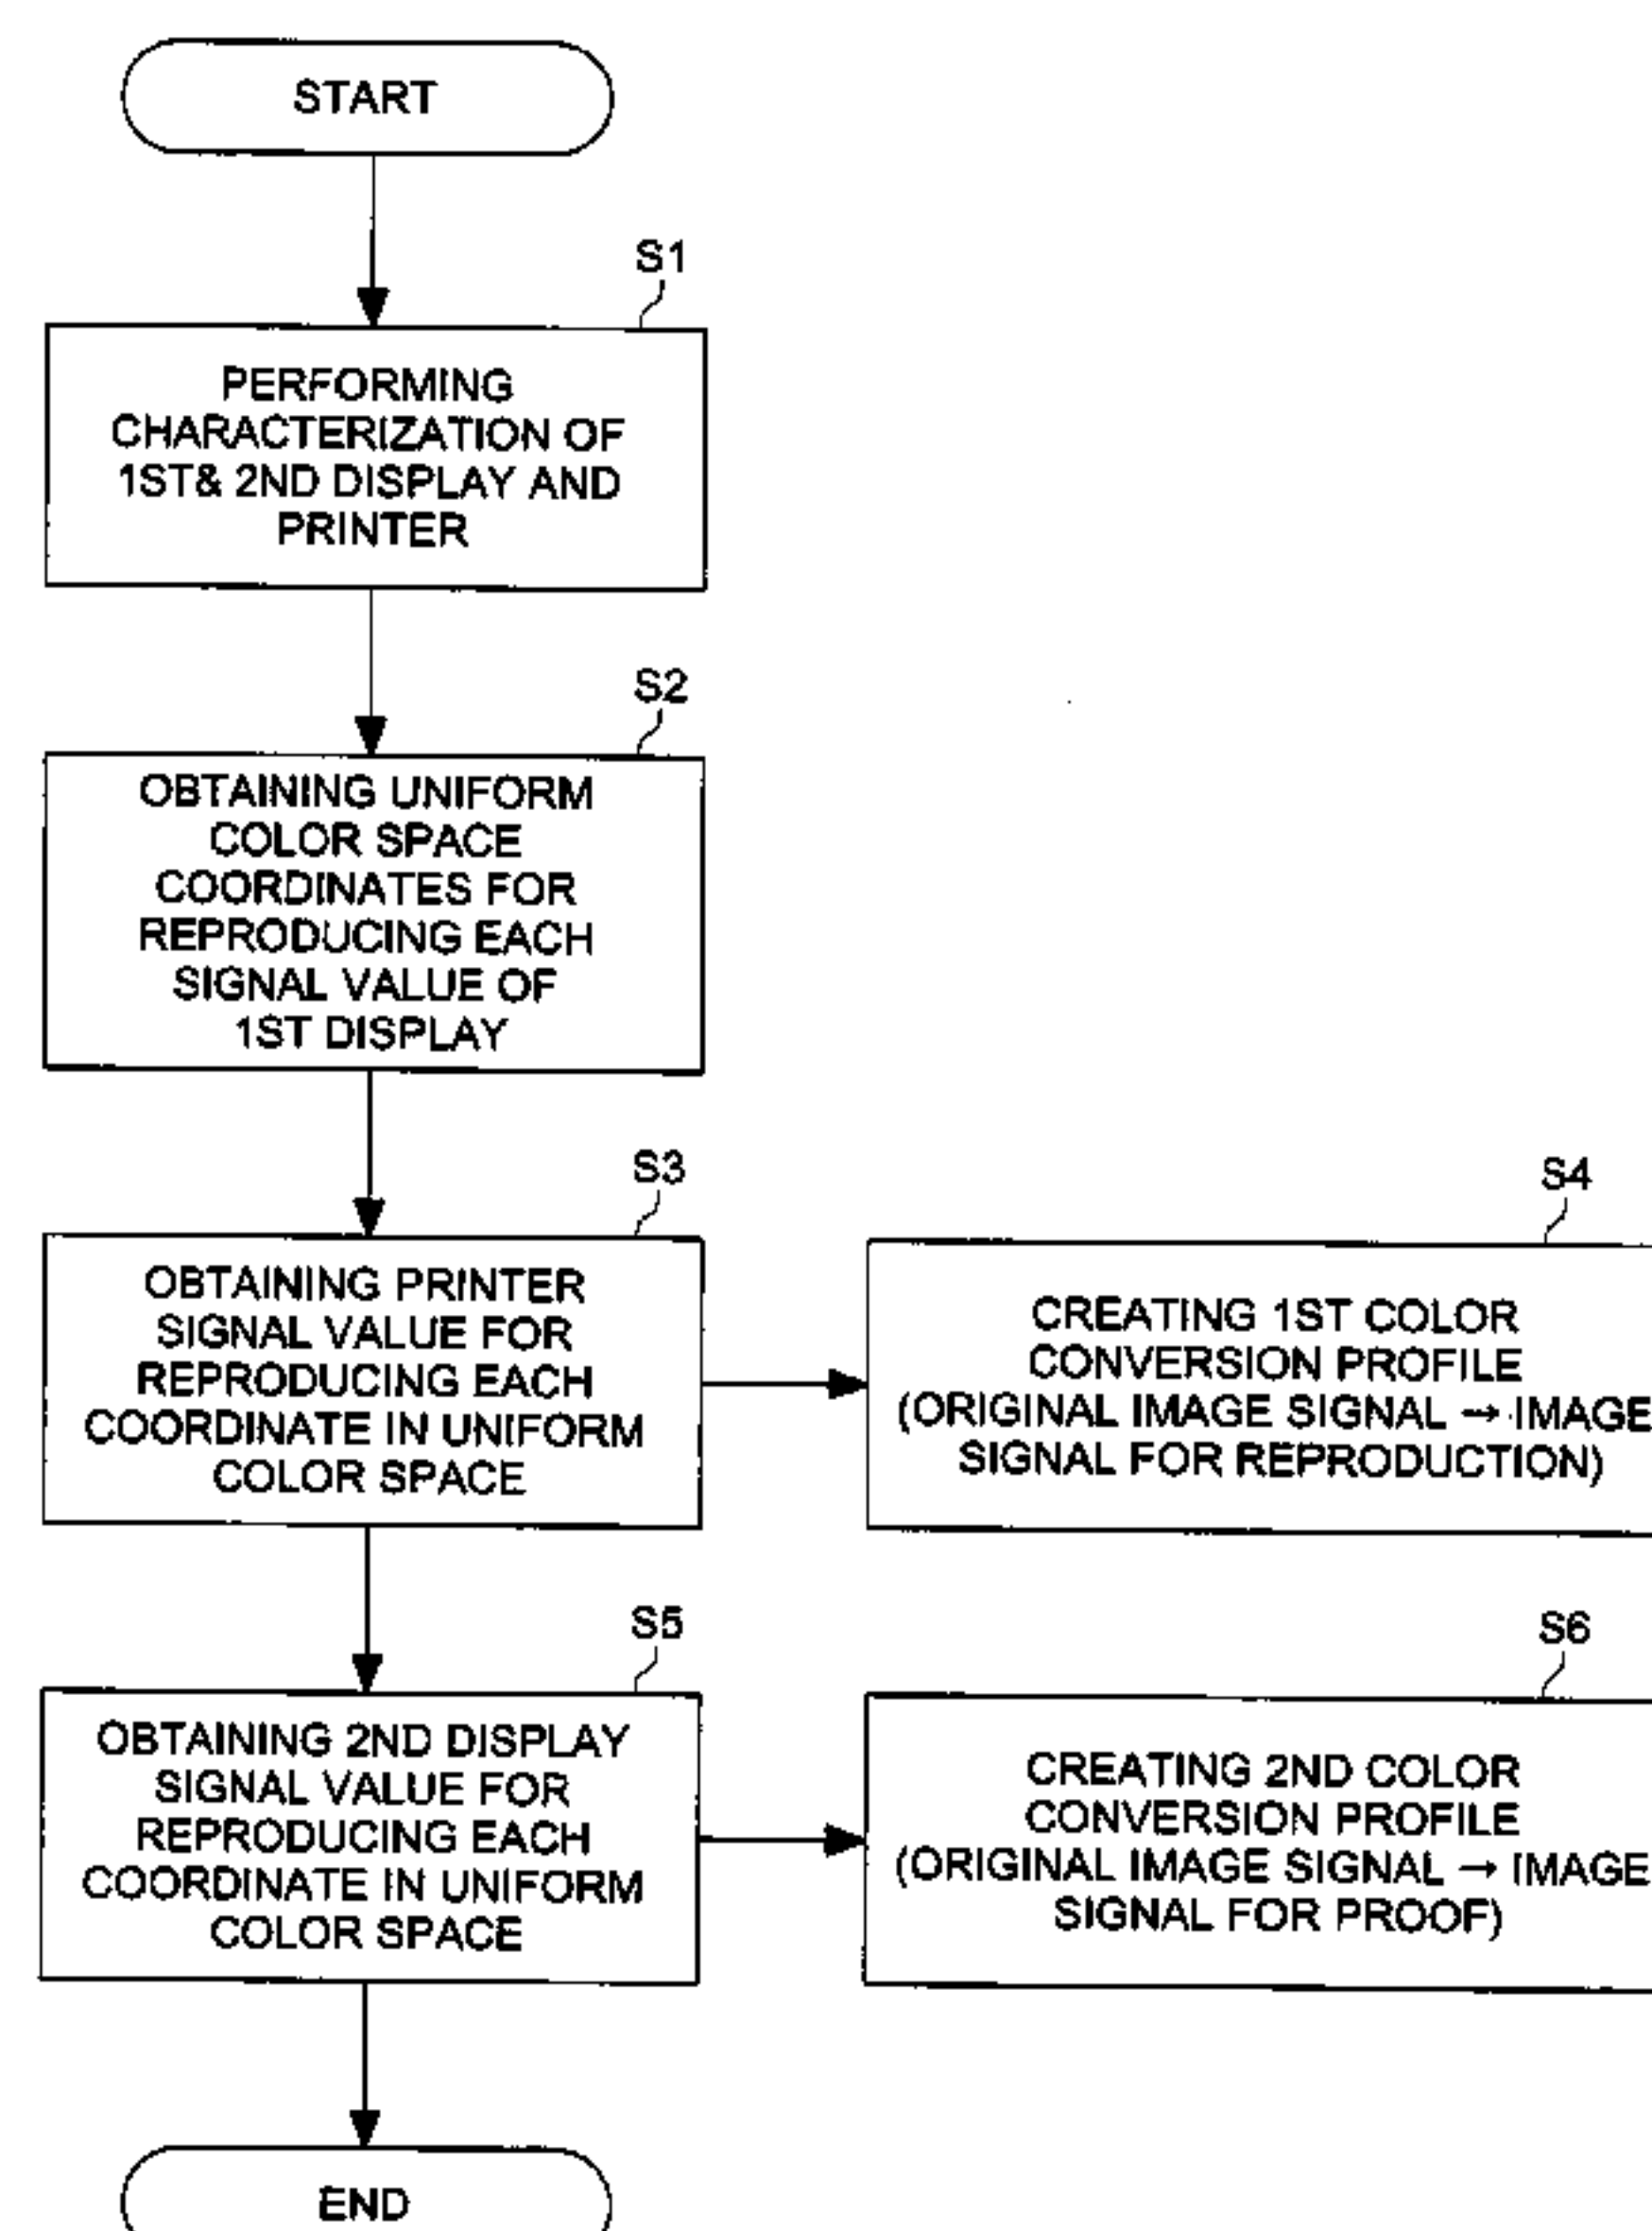 START
S1
PERFORMING
CHARACTERIZATION OF
1ST& 2ND DISPLAY AND
PRINTER
S2
OBTAINING UNIFORM
COLOR SPACE
COORDINATES FOR
REPRODUCING EACH
SIGNAL VALUE OF
1ST DISPLAY
S3
OBTAINING PRINTER
SIGNAL VALUE FOR
REPRODUCING EACH
COORDINATE IN UNIFORM
COLOR SPACE
S4
CREATING 1ST COLOR
CONVERSION PROFILE
(ORIGINAL IMAGE SIGNAL → IMAGE
SIGNAL FOR REPRODUCTION)
S5
OBTAINING 2ND DISPLAY
SIGNAL VALUE FOR
REPRODUCING EACH
COORDINATE IN UNIFORM
COLOR SPACE
S6
CREATING 2ND COLOR
CONVERSION PROFILE
(ORIGINAL IMAGE SIGNAL → IMAGE
SIGNAL FOR PROOF)
END